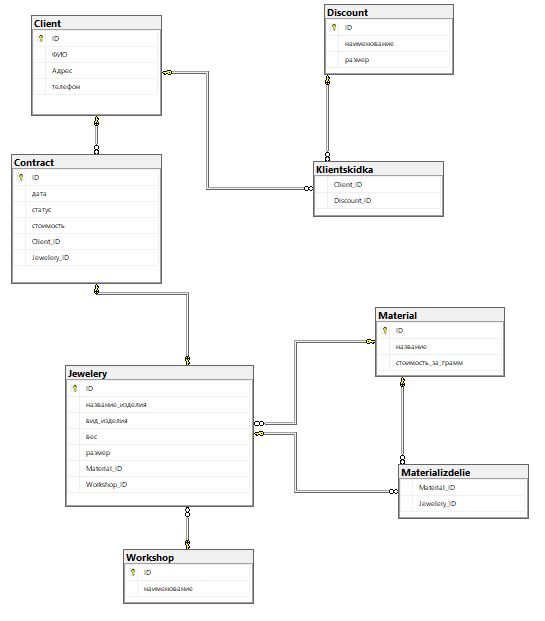 Client
ID
ФИО
Адрес
телефон
Discount
ID
наименование
размер
Contract
ID
дата
статус
стоимость
Client_ID
Jewelery_ID
Klientskidka
Client_ID
Discount_ID
Material
ID
название
стоимость_за_грамм
Jewelery
ID
название_изделия
вид_изделия
вес
размер
Material_ID
Workshop_ID
Materializdelie
Material_ID
Jewelery_ID
Workshop
ID
наименование